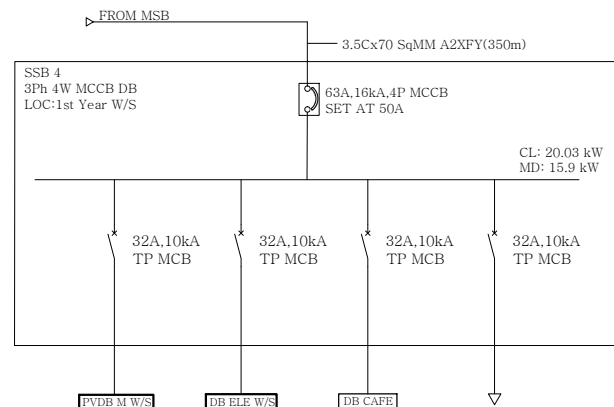 FROM MSB
3.5Cx70 SqMM A2XFY(350m)
SSB 4
3Ph 4W MCCB DB
LOC:1st Year W/S
63A,16kA,4P MCCB
SET AT 50A
CL: 20.03 kW
MD: 15.9 kW
32A,10kA
TP MCB
32A,10kA
TP MCB
32A,10kA
TP MCB
32A,10kA
TP MCB
PVDB M W/S
DB ELE W/S
DB CAFE